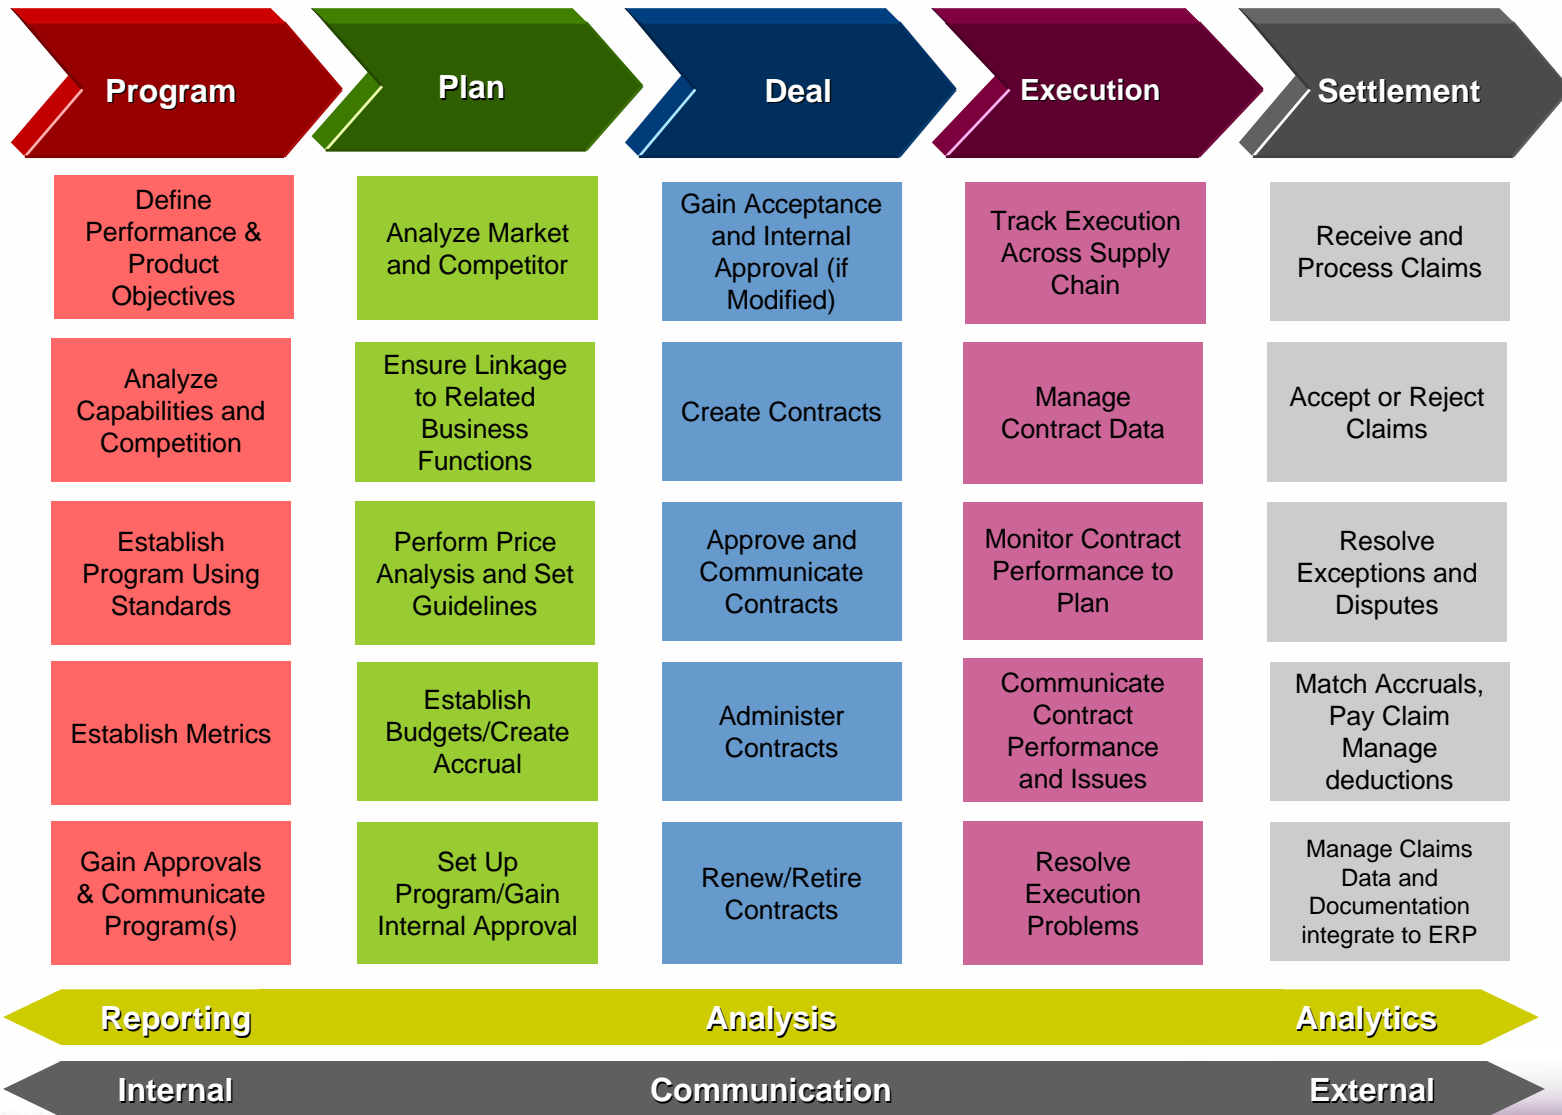 Program
Plan
Deal
Execution
Settlement
Define
Performance &
Product
Objectives
Analyze Market
and Competitor
Gain Acceptance
and Internal
Approval (if
Modified)
Track Execution
Across Supply
Chain
Receive and
Process Claims
Analyze
Capabilities and
Competition
Ensure Linkage
to Related
Business
Functions
Create Contracts
Manage
Contract Data
Accept or Reject
Claims
Establish
Program Using
Standards
Perform Price
Analysis and Set
Guidelines
Approve and
Communicate
Contracts
Monitor Contract
Performance to
Plan
Resolve
Exceptions and
Disputes
Establish Metrics
Establish
Budgets/Create
Accrual
Administer
Contracts
Communicate
Contract
Performance
and Issues
Match Accruals,
Pay Claim
Manage
deductions
Gain Approvals
& Communicate
Program(s)
Set Up
Program/Gain
Internal Approval
Renew/Retire
Contracts
Resolve
Execution
Problems
Manage Claims
Data and
Documentation
integrate to ERP
Reporting
Analysis
Analytics
Internal
Communication
External